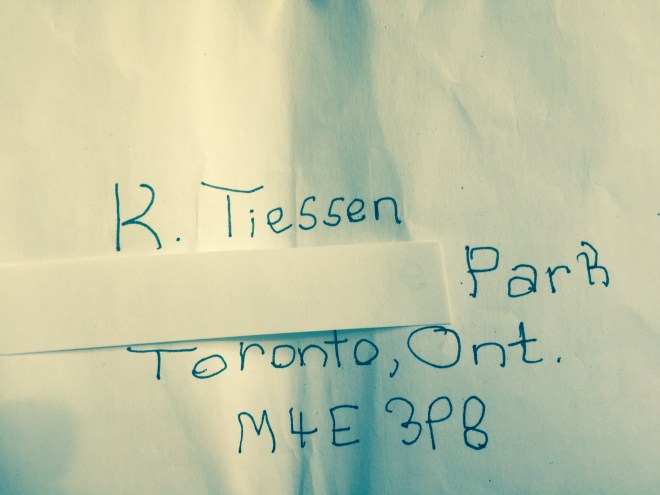 K. Tiessen
Park
Toronto, Ont.
M4E 3P8